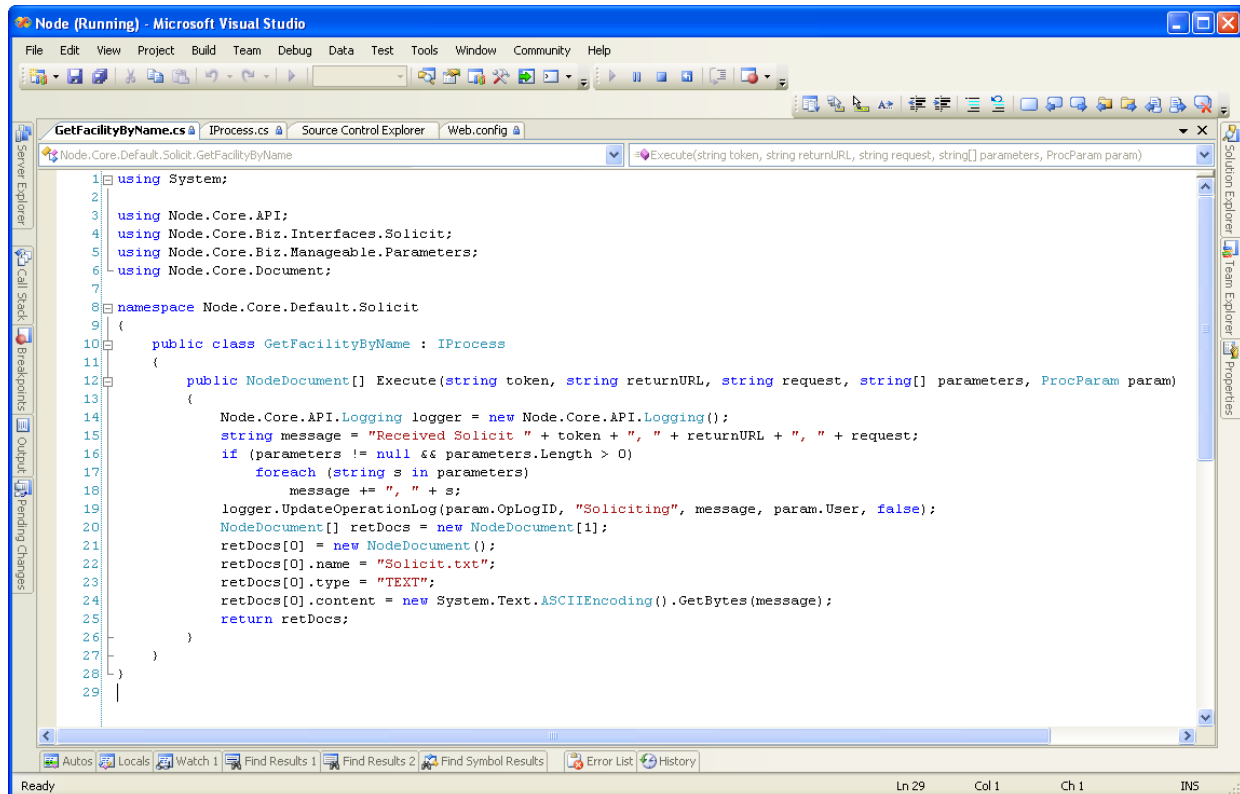 Node (Running) - Microsoft Visual Studio
File Edit View Project Build Team Debug Data Test Tools Window Community Help
GetFacilityByName.cs IProcess.cs Source Control Explorer Web.config
Node.Core.Default.Solicit.GetFacilityByName Execute(string token, string returnURL, string request, string[] parameters, ProcParam param)
1 using System;
2
3 using Node.Core.API;
4 using Node.Core.Biz.Interfaces.Solicit;
5 using Node.Core.Biz.Manageable.Parameters;
6 using Node.Core.Document;
7
8 namespace Node.Core.Default.Solicit
9 {
10 public class GetFacilityByName : IProcess
11 {
12 public NodeDocument[] Execute(string token, string returnURL, string request, string[] parameters, ProcParam param)
13 {
14 Node.Core.API.Logging logger = new Node.Core.API.Logging();
15 string message = "Received Solicit " + token + ", " + returnURL + ", " + request;
16 if (parameters != null && parameters.Length > 0)
17 foreach (string s in parameters)
18 message += ", " + s;
19 logger.UpdateOperationLog(param.OpLogID, "Soliciting", message, param.User, false);
20 NodeDocument[] retDocs = new NodeDocument[1];
21 retDocs[0] = new NodeDocument();
22 retDocs[0].name = "Solicit.txt";
23 retDocs[0].type = "TEXT";
24 retDocs[0].content = new System.Text.ASCIIEncoding().GetBytes(message);
25 return retDocs;
26 }
27 }
28 }
29
Server Explorer
Call Stack
Breakpoints
Output
Pending Changes
Solution Explorer
Team Explorer
Properties
Autos Locals Watch 1 Find Results 1 Find Results 2 Find Symbol Results Error List History
Ready Ln 29 Col 1 Ch 1 INS